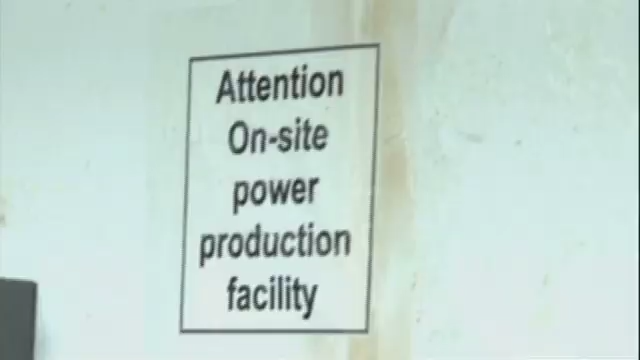 Attention
On-site
power
production
facility